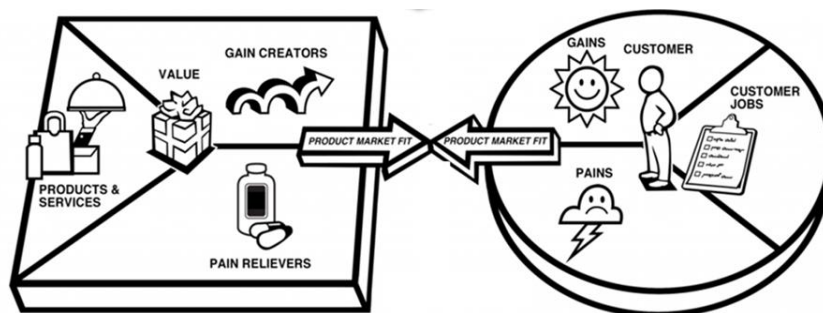 GAIN CREATORS
VALUE
PRODUCTS &
SERVICES
PAIN RELIEVERS
PRODUCT MARKET FIT
PRODUCT MARKET FIT
GAINS
CUSTOMER
CUSTOMER
JOBS
PAINS